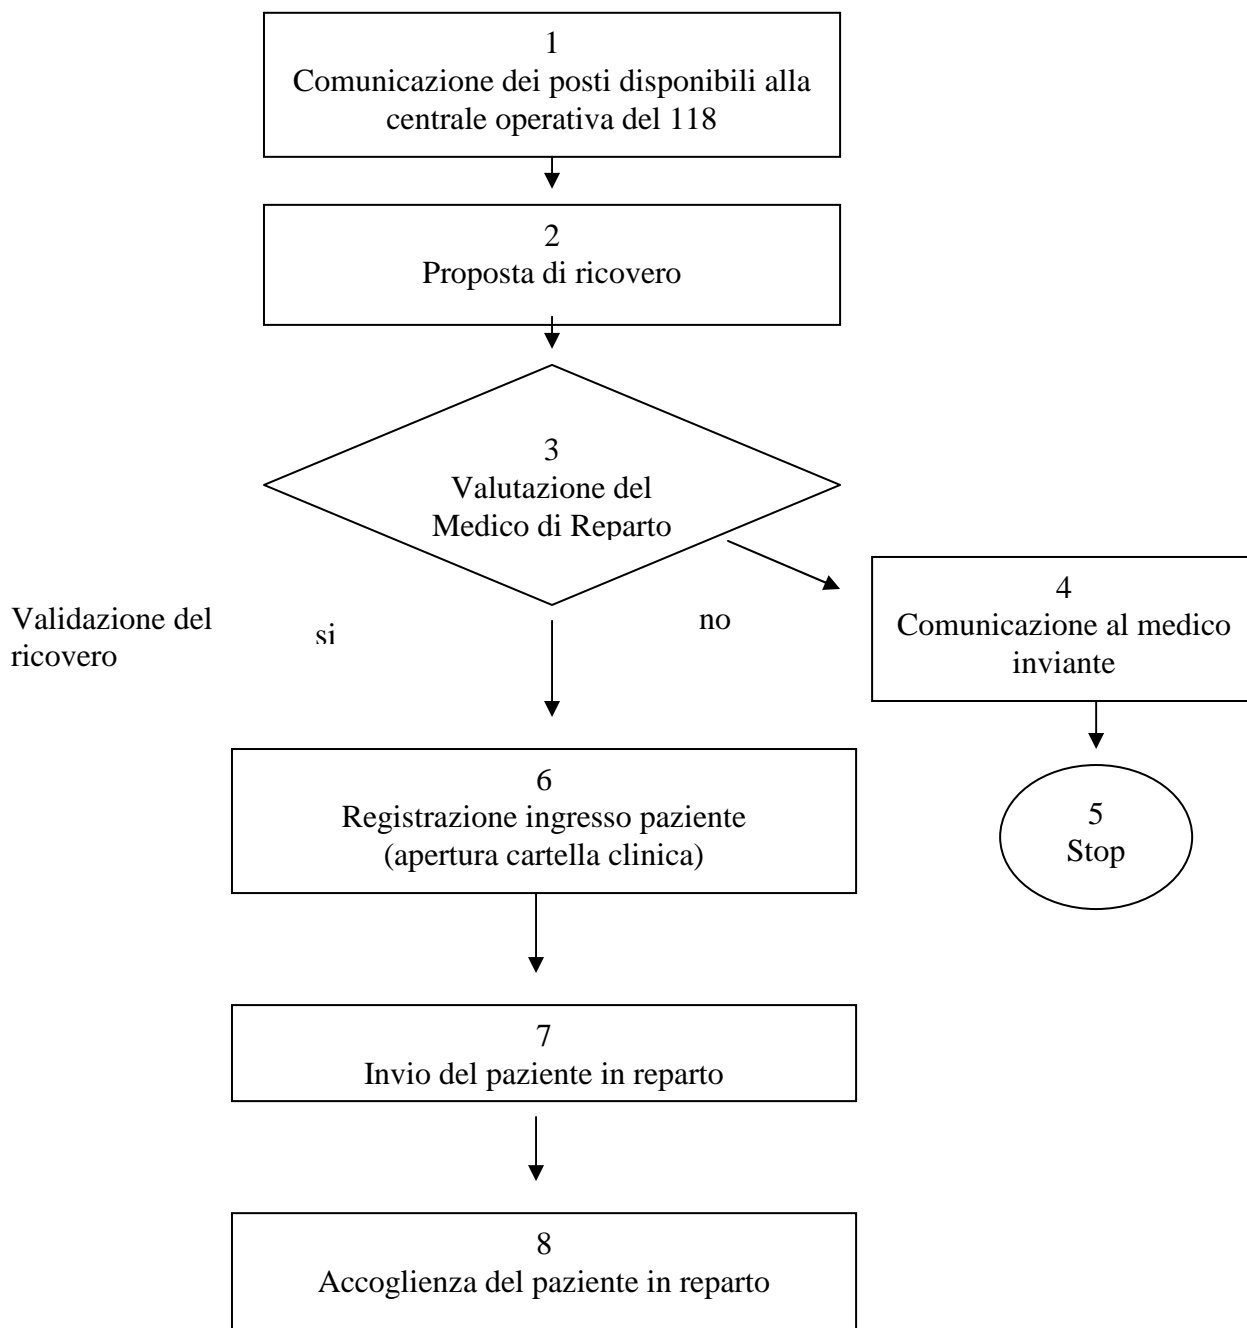 1
Comunicazione dei posti disponibili alla
centrale operativa del 118
2
Proposta di ricovero
3
Valutazione del
Medico di Reparto
Validazione del
ricovero
si
no
4
Comunicazione al medico
inviante
5
Stop
6
Registrazione ingresso paziente
(apertura cartella clinica)
7
Invio del paziente in reparto
8
Accoglienza del paziente in reparto